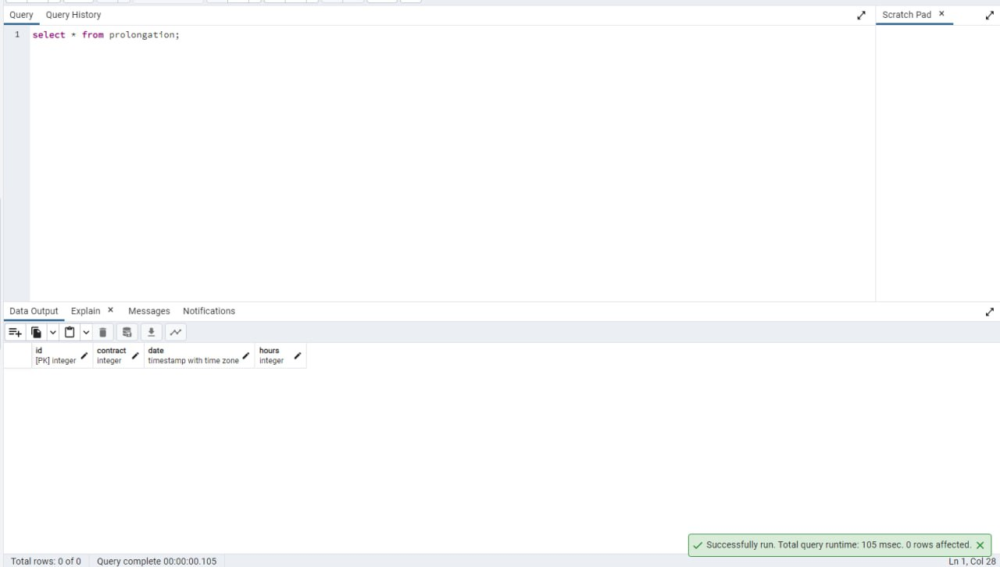 Query Query History Scratch Pad ×
1 select * from prolongation;
Data Output Explain × Messages Notifications
id contract date hours
[PK] integer integer timestamp with time zone integer
Successfully run. Total query runtime: 105 msec. 0 rows affected. ×
Total rows: 0 of 0 Query complete 00:00:00.105 Ln 1, Col 28